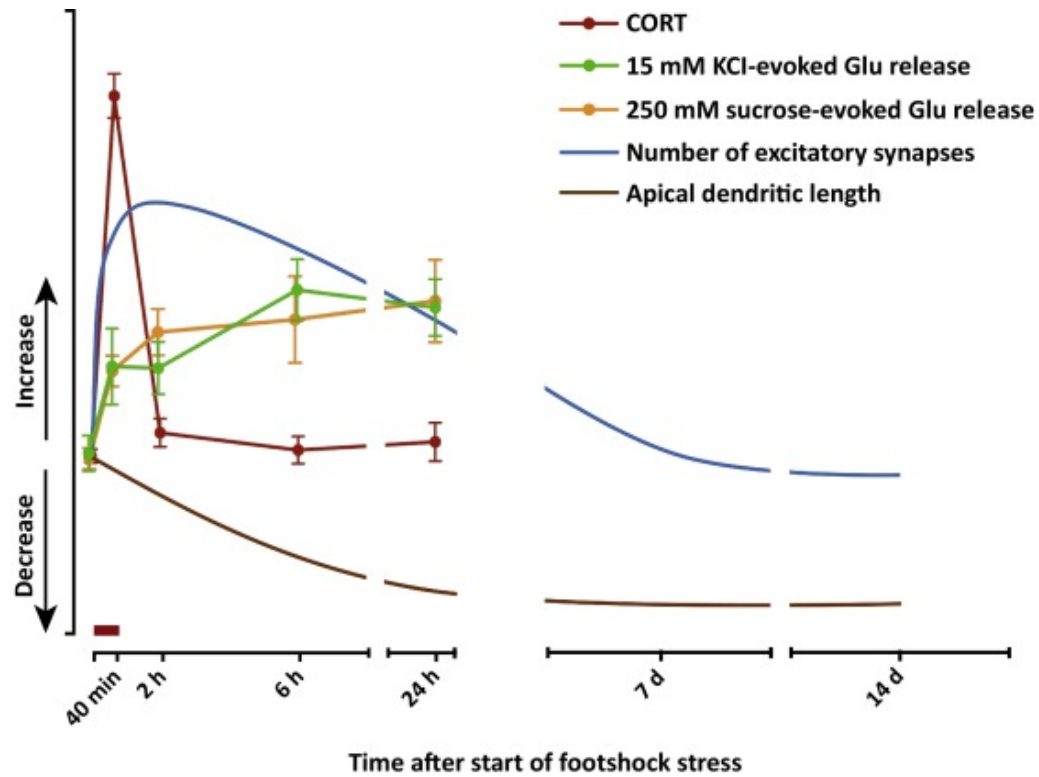 CORT
15 mM KCl-evoked Glu release
250 mM sucrose-evoked Glu release
Number of excitatory synapses
Apical dendritic length
Increase
Decrease
40 min
2 h
6 h
24 h
7 d
14 d
Time after start of footshock stress